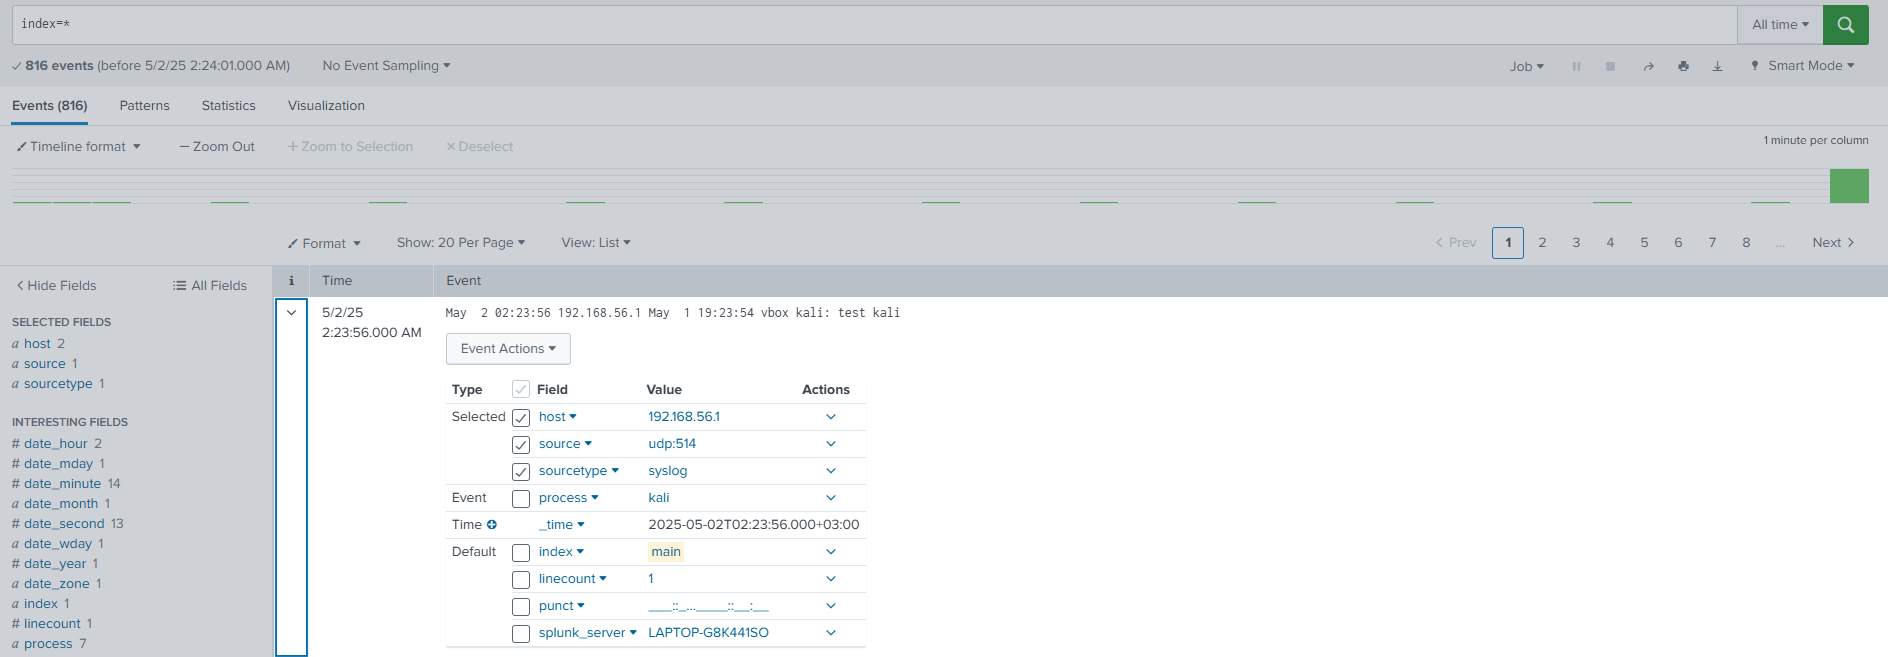 index=*
All time
816 events (before 5/2/25 2:24:01.000 AM)
No Event Sampling
Job
Smart Mode
Events (816)
Patterns
Statistics
Visualization
Timeline format
— Zoom Out
+ Zoom to Selection
× Deselect
1 minute per column
Format
Show: 20 Per Page
View: List
< Prev
1
2
3
4
5
6
7
8
...
Next >
< Hide Fields
All Fields
SELECTED FIELDS
a host 2
a source 1
a sourcetype 1
INTERESTING FIELDS
# date_hour 2
# date_mday 1
# date_minute 14
a date_month 1
# date_second 13
a date_wday 1
# date_year 1
a date_zone 1
a index 1
# linecount 1
a process 7
i
Time
Event
5/2/25
2:23:56.000 AM
May  2 02:23:56 192.168.56.1 May  1 19:23:54 vbox kali: test kali
Event Actions
Type Field Value Actions
Selected host 192.168.56.1
source udp:514
sourcetype syslog
Event process kali
Time _time 2025-05-02T02:23:56.000+03:00
Default index main
linecount 1
punct ___::_..._____::__:__
splunk_server LAPTOP-G8K441SO